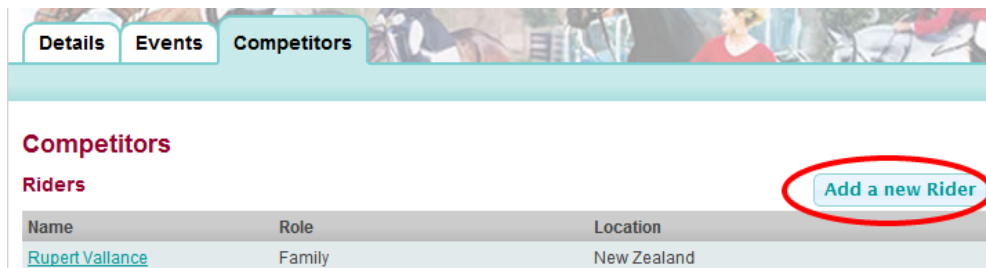 Details Events Competitors
Competitors
Riders
Add a new Rider
Name Role Location
Rupert Vallance Family New Zealand